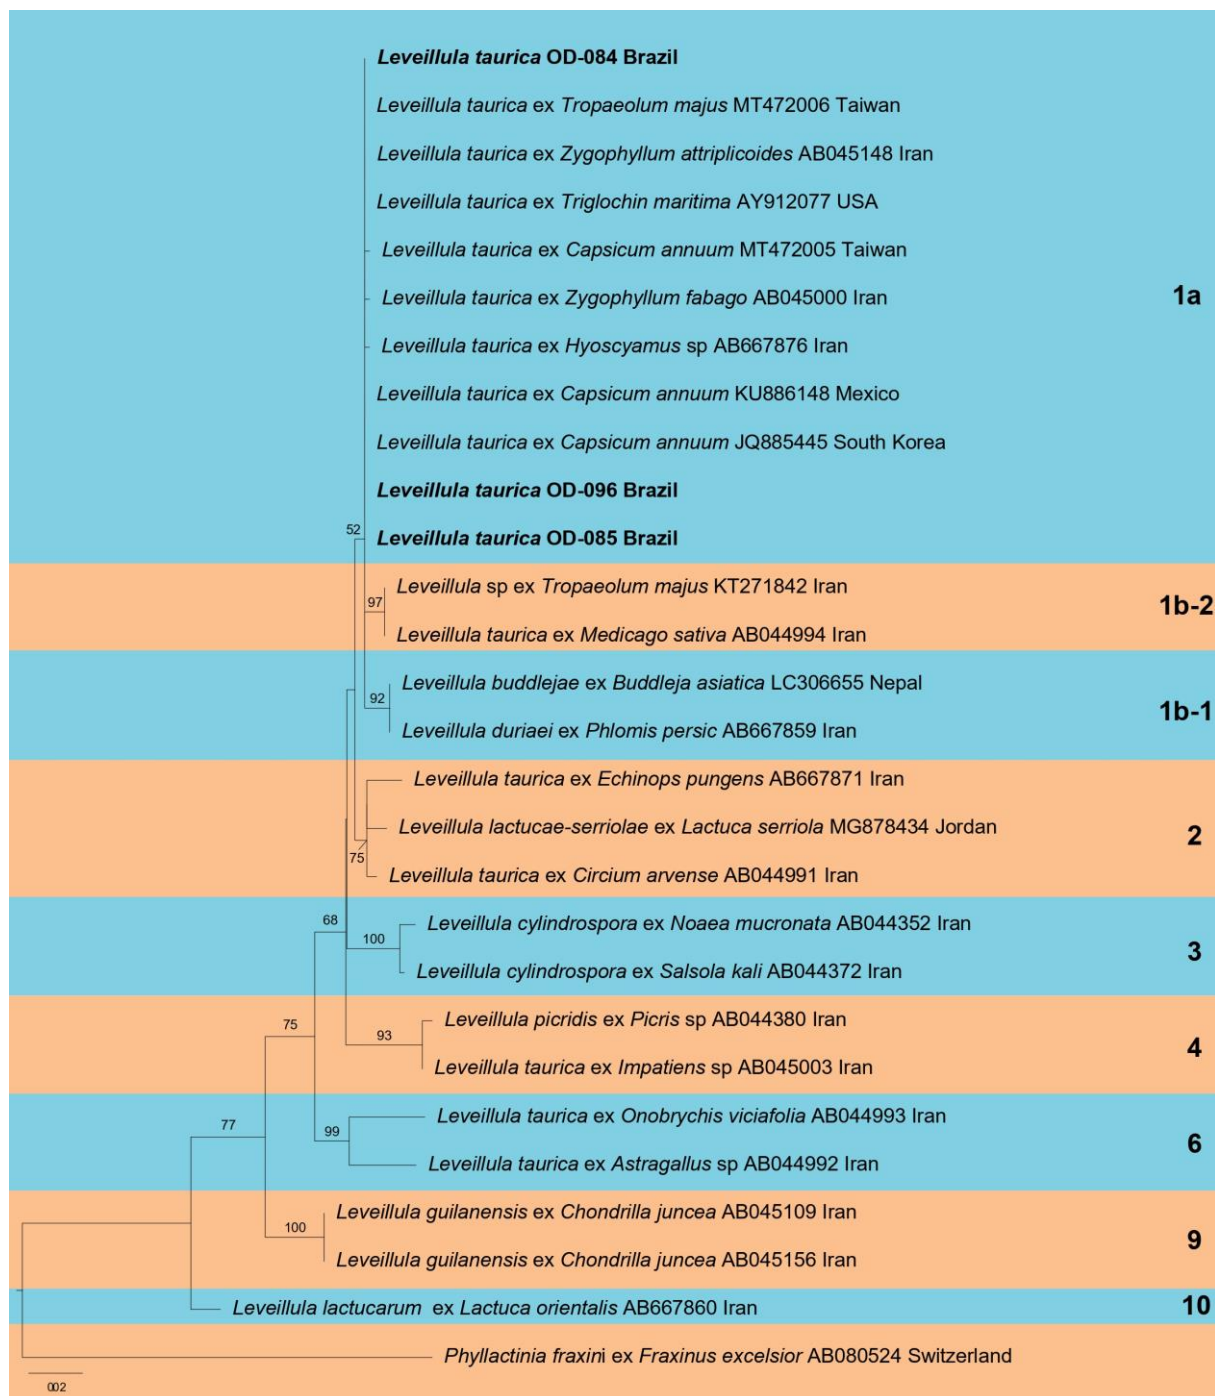 Leveillula taurica OD-084 Brazil
Leveillula taurica ex Tropaeolum majus MT472006 Taiwan
Leveillula taurica ex Zygophyllum attriplicoides AB045148 Iran
Leveillula taurica ex Triglochin maritima AY912077 USA
Leveillula taurica ex Capsicum annuum MT472005 Taiwan
Leveillula taurica ex Zygophyllum fabago AB045000 Iran
1a
Leveillula taurica ex Hyoscyamus sp AB667876 Iran
Leveillula taurica ex Capsicum annuum KU886148 Mexico
Leveillula taurica ex Capsicum annuum JQ885445 South Korea
Leveillula taurica OD-096 Brazil
52
Leveillula taurica OD-085 Brazil
Leveillula sp ex Tropaeolum majus KT271842 Iran
97
1b-2
Leveillula taurica ex Medicago sativa AB044994 Iran
Leveillula buddlejae ex Buddleja asiatica LC306655 Nepal
92
1b-1
Leveillula duriaei ex Phlomis persic AB667859 Iran
Leveillula taurica ex Echinops pungens AB667871 Iran
Leveillula lactucae-serriolae ex Lactuca serriola MG878434 Jordan
2
75
Leveillula taurica ex Circium arvense AB044991 Iran
68
Leveillula cylindrospora ex Noaea mucronata AB044352 Iran
100
3
Leveillula cylindrospora ex Salsola kali AB044372 Iran
75
Leveillula picridis ex Picris sp AB044380 Iran
93
4
Leveillula taurica ex Impatiens sp AB045003 Iran
Leveillula taurica ex Onobrychis viciafolia AB044993 Iran
77
99
6
Leveillula taurica ex Astragallus sp AB044992 Iran
Leveillula guilanensis ex Chondrilla juncea AB045109 Iran
100
9
Leveillula guilanensis ex Chondrilla juncea AB045156 Iran
Leveillula lactucarum ex Lactuca orientalis AB667860 Iran
10
Phyllactinia fraxini ex Fraxinus excelsior AB080524 Switzerland
002